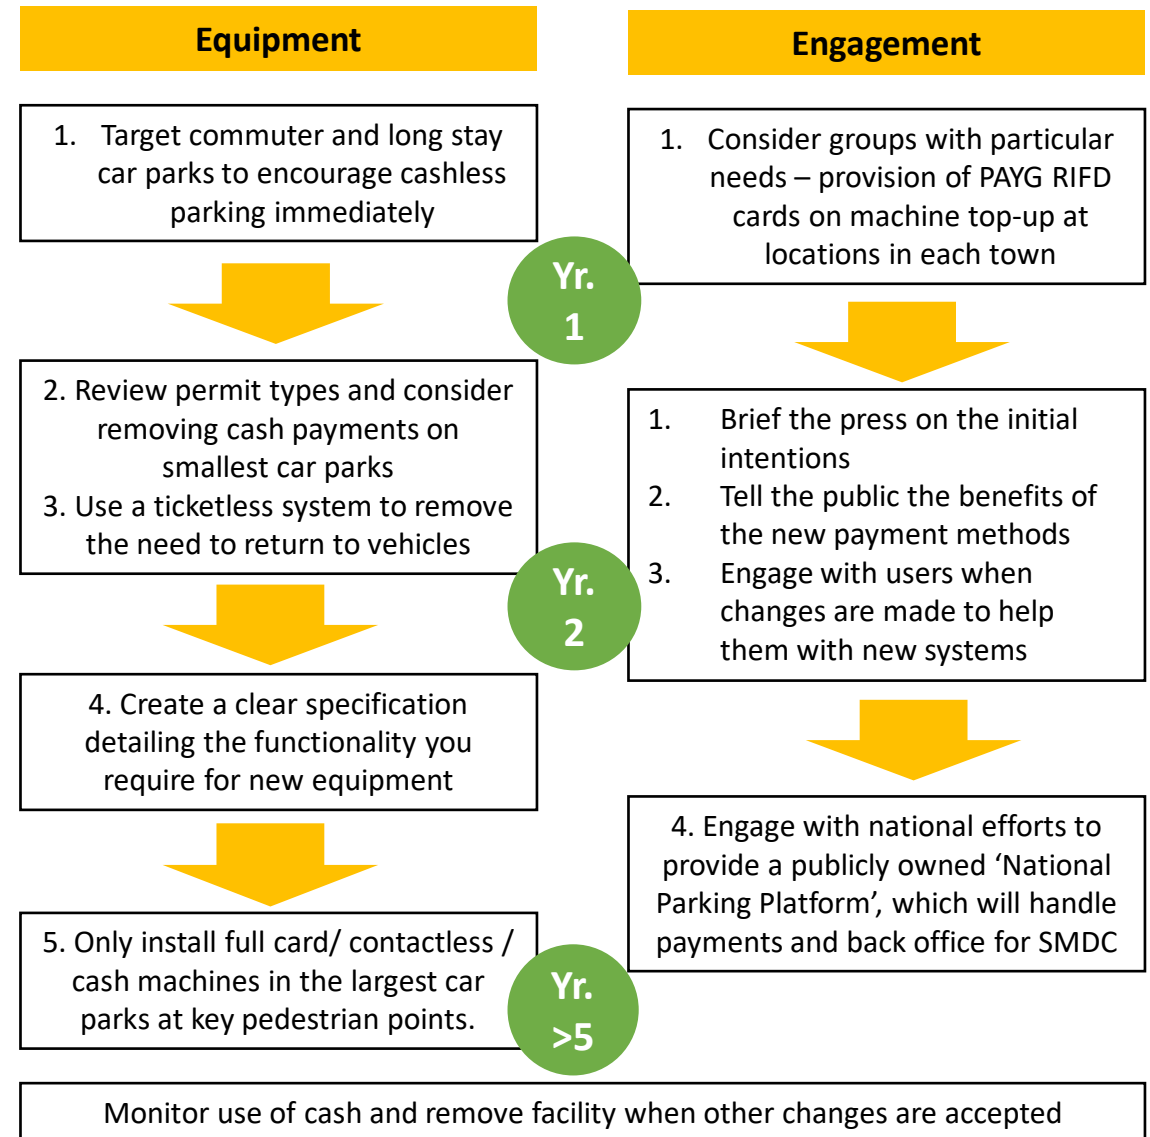 Equipment
1. Target commuter and long stay
car parks to encourage cashless
parking immediately
2. Review permit types and consider
removing cash payments on
smallest car parks
3. Use a ticketless system to remove
the need to return to vehicles
4. Create a clear specification
detailing the functionality you
require for new equipment
5. Only install full card/ contactless /
cash machines in the largest car
parks at key pedestrian points.
Yr.
1
Yr.
2
Yr.
>5
Engagement
1. Consider groups with particular
needs – provision of PAYG RIFD
cards on machine top-up at
locations in each town
1. Brief the press on the initial
intentions
2. Tell the public the benefits of
the new payment methods
3. Engage with users when
changes are made to help
them with new systems
4. Engage with national efforts to
provide a publicly owned ‘National
Parking Platform’, which will handle
payments and back office for SMDC
Monitor use of cash and remove facility when other changes are accepted